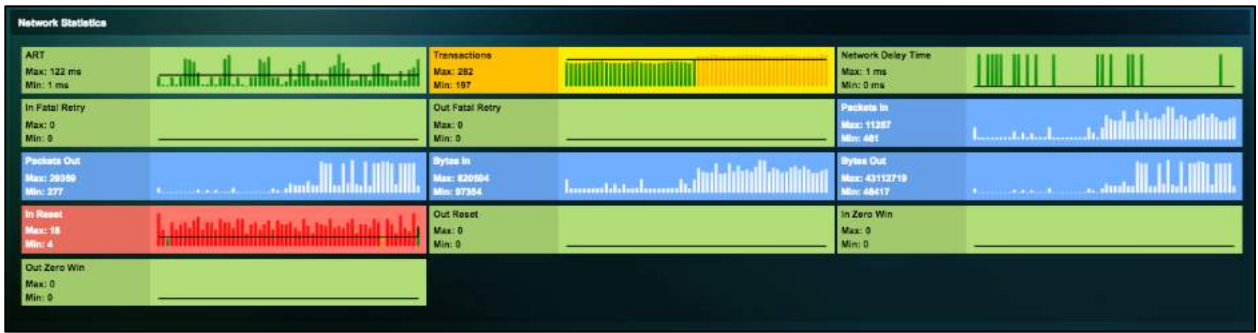 Network Statistics
ART
Max: 122 ms
Min: 1 ms
Transactions
Max: 282
Min: 197
Network Delay Time
Max: 1 ms
Min: 0 ms
In Fatal Retry
Max: 0
Min: 0
Out Fatal Retry
Max: 0
Min: 0
Packets In
Max: 11257
Min: 461
Packets Out
Max: 29359
Min: 277
Bytes In
Max: 820504
Min: 97354
Bytes Out
Max: 43112719
Min: 48417
In Reset
Max: 18
Min: 4
Out Reset
Max: 0
Min: 0
In Zero Win
Max: 0
Min: 0
Out Zero Win
Max: 0
Min: 0